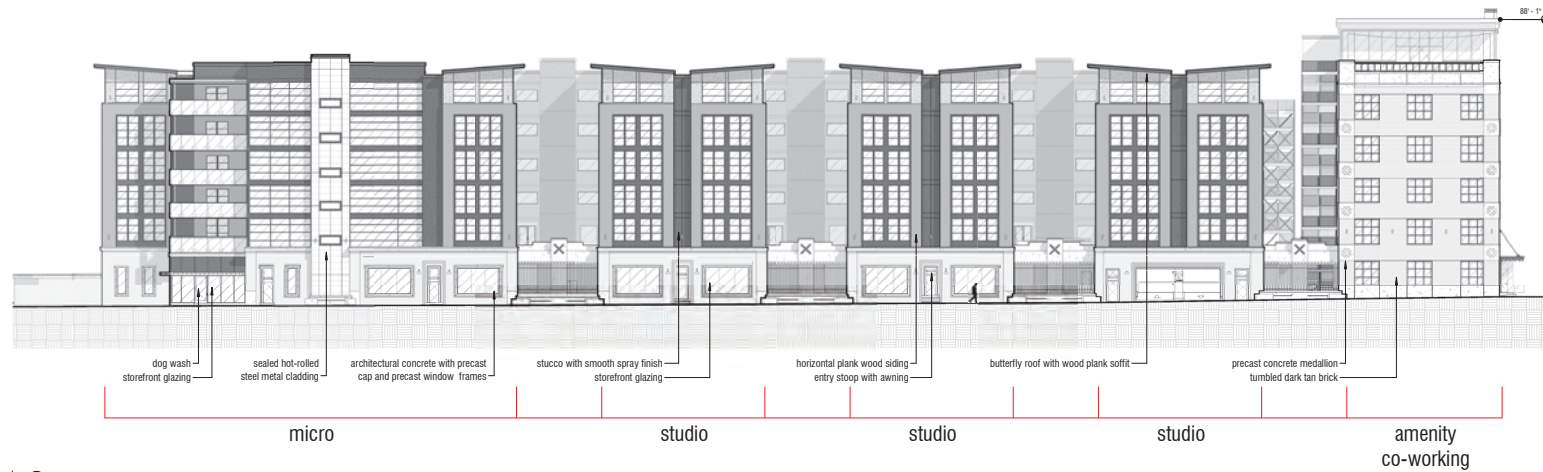 88' - 1"
dog wash
storefront glazing
sealed hot-rolled
steel metal cladding
architectural concrete with precast
cap and precast window frames
stucco with smooth spray finish
storefront glazing
horizontal plank wood siding
entry stoop with awning
butterfly roof with wood plank soffit
precast concrete medallion
tumbled dark tan brick
micro
studio
studio
studio
amenity
co-working